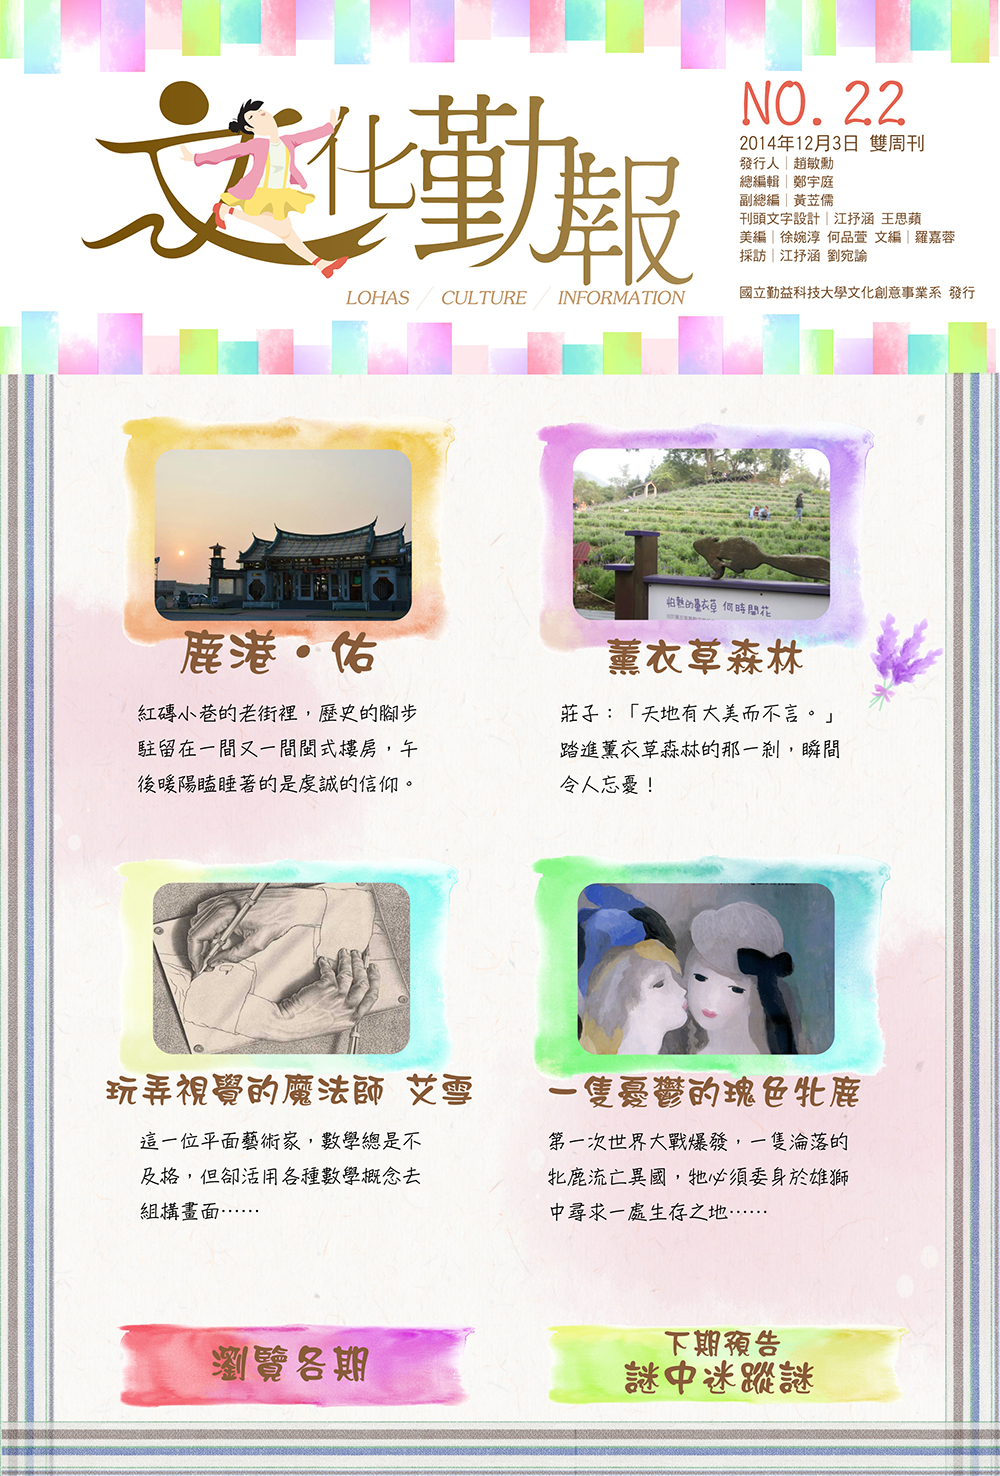 文化勤報
LOHAS / CULTURE / INFORMATION
NO. 22
2014年12月3日 雙周刊
發行人｜趙敏勳
總編輯｜鄭宇庭
副總編｜黃苙儒
刊頭文字設計｜江抒涵 王思蘋
美編｜徐婉淳 何品萱 文編｜羅嘉蓉
採訪｜江抒涵 劉宛諭
國立勤益科技大學文化創意事業系 發行
鹿港・佑
紅磚小巷的老街裡，歷史的腳步
駐留在一間又一間閩式樓房，午
後暖陽瞌睡著的是虔誠的信仰。
怕熱的薰衣草 何時開花
薰衣草森林
莊子：「天地有大美而不言。」
踏進薰衣草森林的那一剎，瞬間
令人忘憂！
玩弄視覺的魔法師 艾雪
這一位平面藝術家，數學總是不
及格，但卻活用各種數學概念去
組構畫面……
一隻憂鬱的瑰色牝鹿
第一次世界大戰爆發，一隻淪落的
牝鹿流亡異國，牠必須委身於雄獅
中尋求一處生存之地……
瀏覽各期
下期預告
謎中迷蹤謎